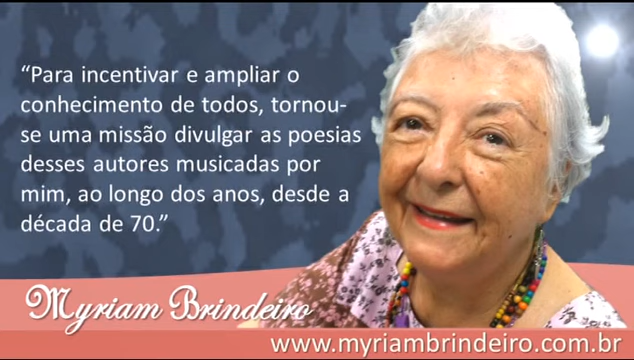 “Para incentivar e ampliar o
conhecimento de todos, tornou-
se uma missão divulgar as poesias
desses autores musicadas por
mim, ao longo dos anos, desde a
década de 70.”
Myriam Brindeiro
www.myriambrindeiro.com.br